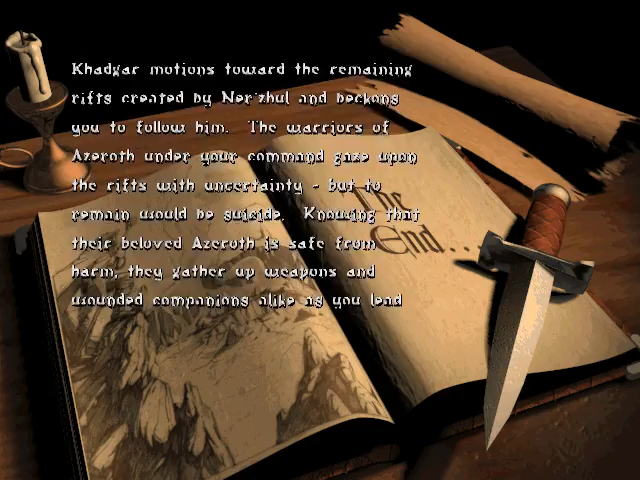 Khadgar motions toward the remaining
rifts created by Ner'zhul and beckons
you to follow him.  The warriors of
Azeroth under your command gaze upon
the rifts with uncertainty - but to
remain would be suicide.  Knowing that
their beloved Azeroth is safe from
harm, they gather up weapons and
wounded companions alike as you lead
The
End...